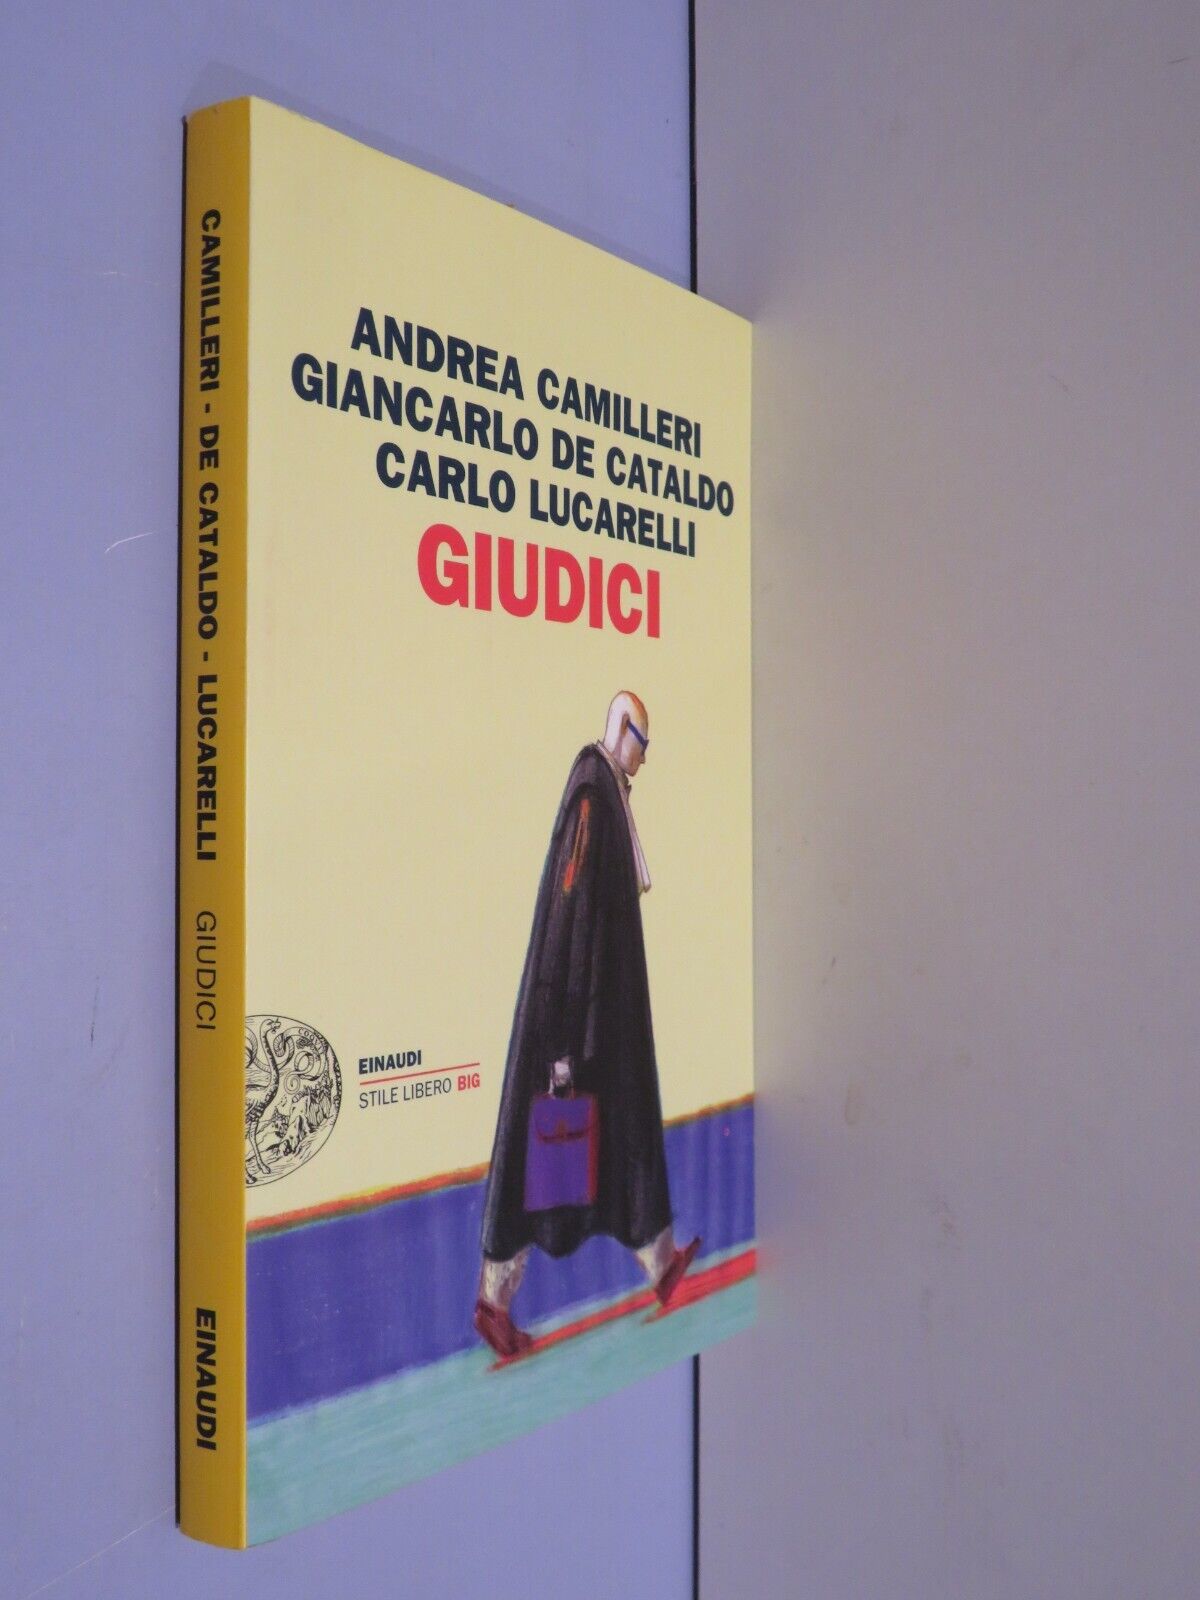 CAMILLERI - DE CATALDO - LUCARELLI GIUDICI
EINAUDI
ANDREA CAMILLERI
GIANCARLO DE CATALDO
CARLO LUCARELLI
GIUDICI
EINAUDI
STILE LIBERO BIG